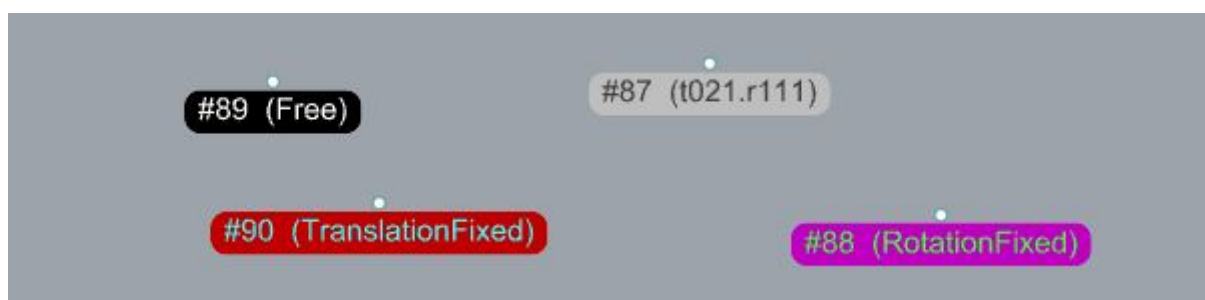 #89 (Free)
#87 (t021.r111)
#90 (TranslationFixed)
#88 (RotationFixed)